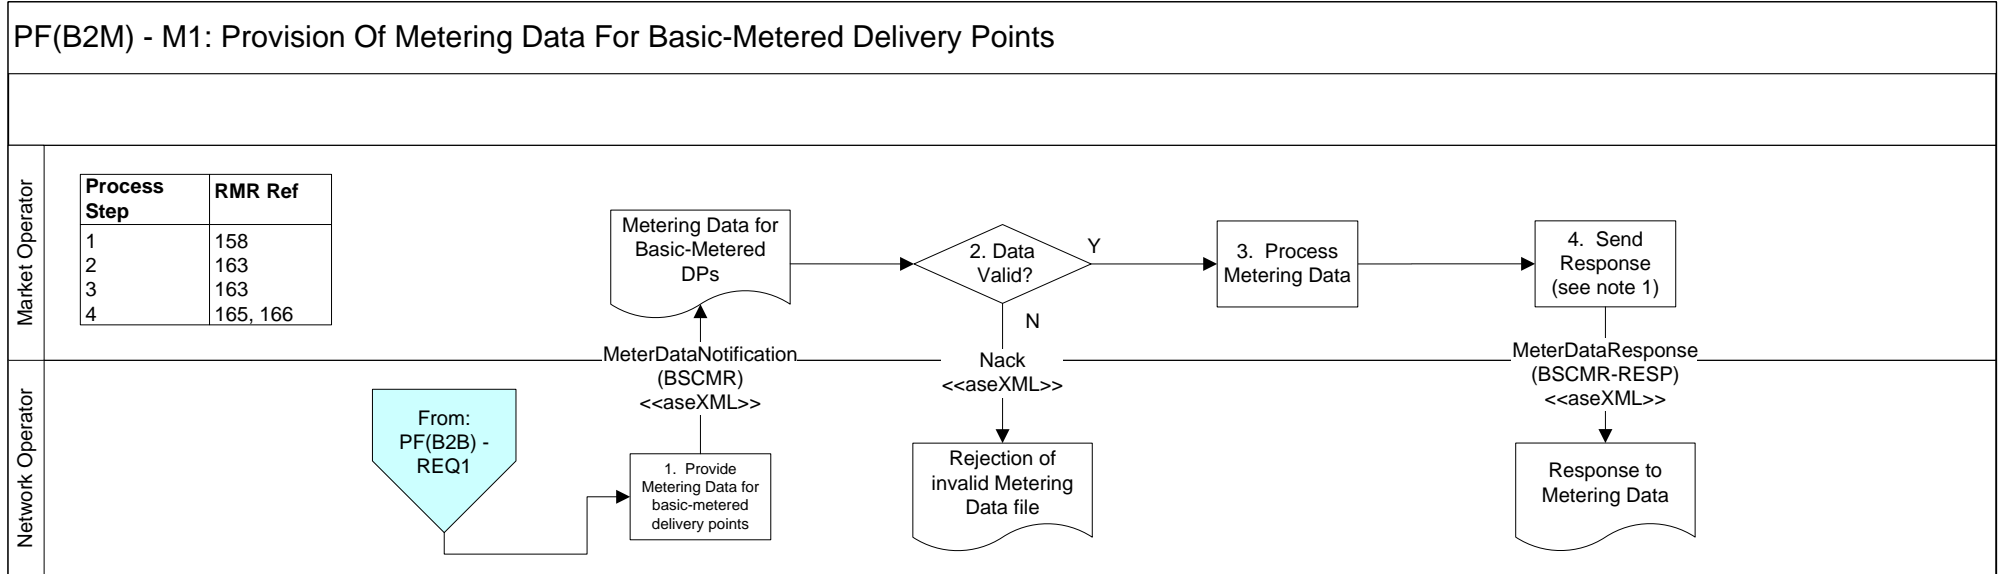 PF(B2M) - M1: Provision Of Metering Data For Basic-Metered Delivery Points
Market Operator
Process
Step
RMR Ref
1 158
2 163
3 163
4 165, 166
Metering Data for
Basic-Metered
DPs
2. Data
Valid?
Y
N
3. Process
Metering Data
4. Send
Response
(see note 1)
MeterDataNotification
(BSCMR)
<<aseXML>>
Nack
<<aseXML>>
MeterDataResponse
(BSCMR-RESP)
<<aseXML>>
Network Operator
From:
PF(B2B) -
REQ1
1. Provide
Metering Data for
basic-metered
delivery points
Rejection of
invalid Metering
Data file
Response to
Metering Data